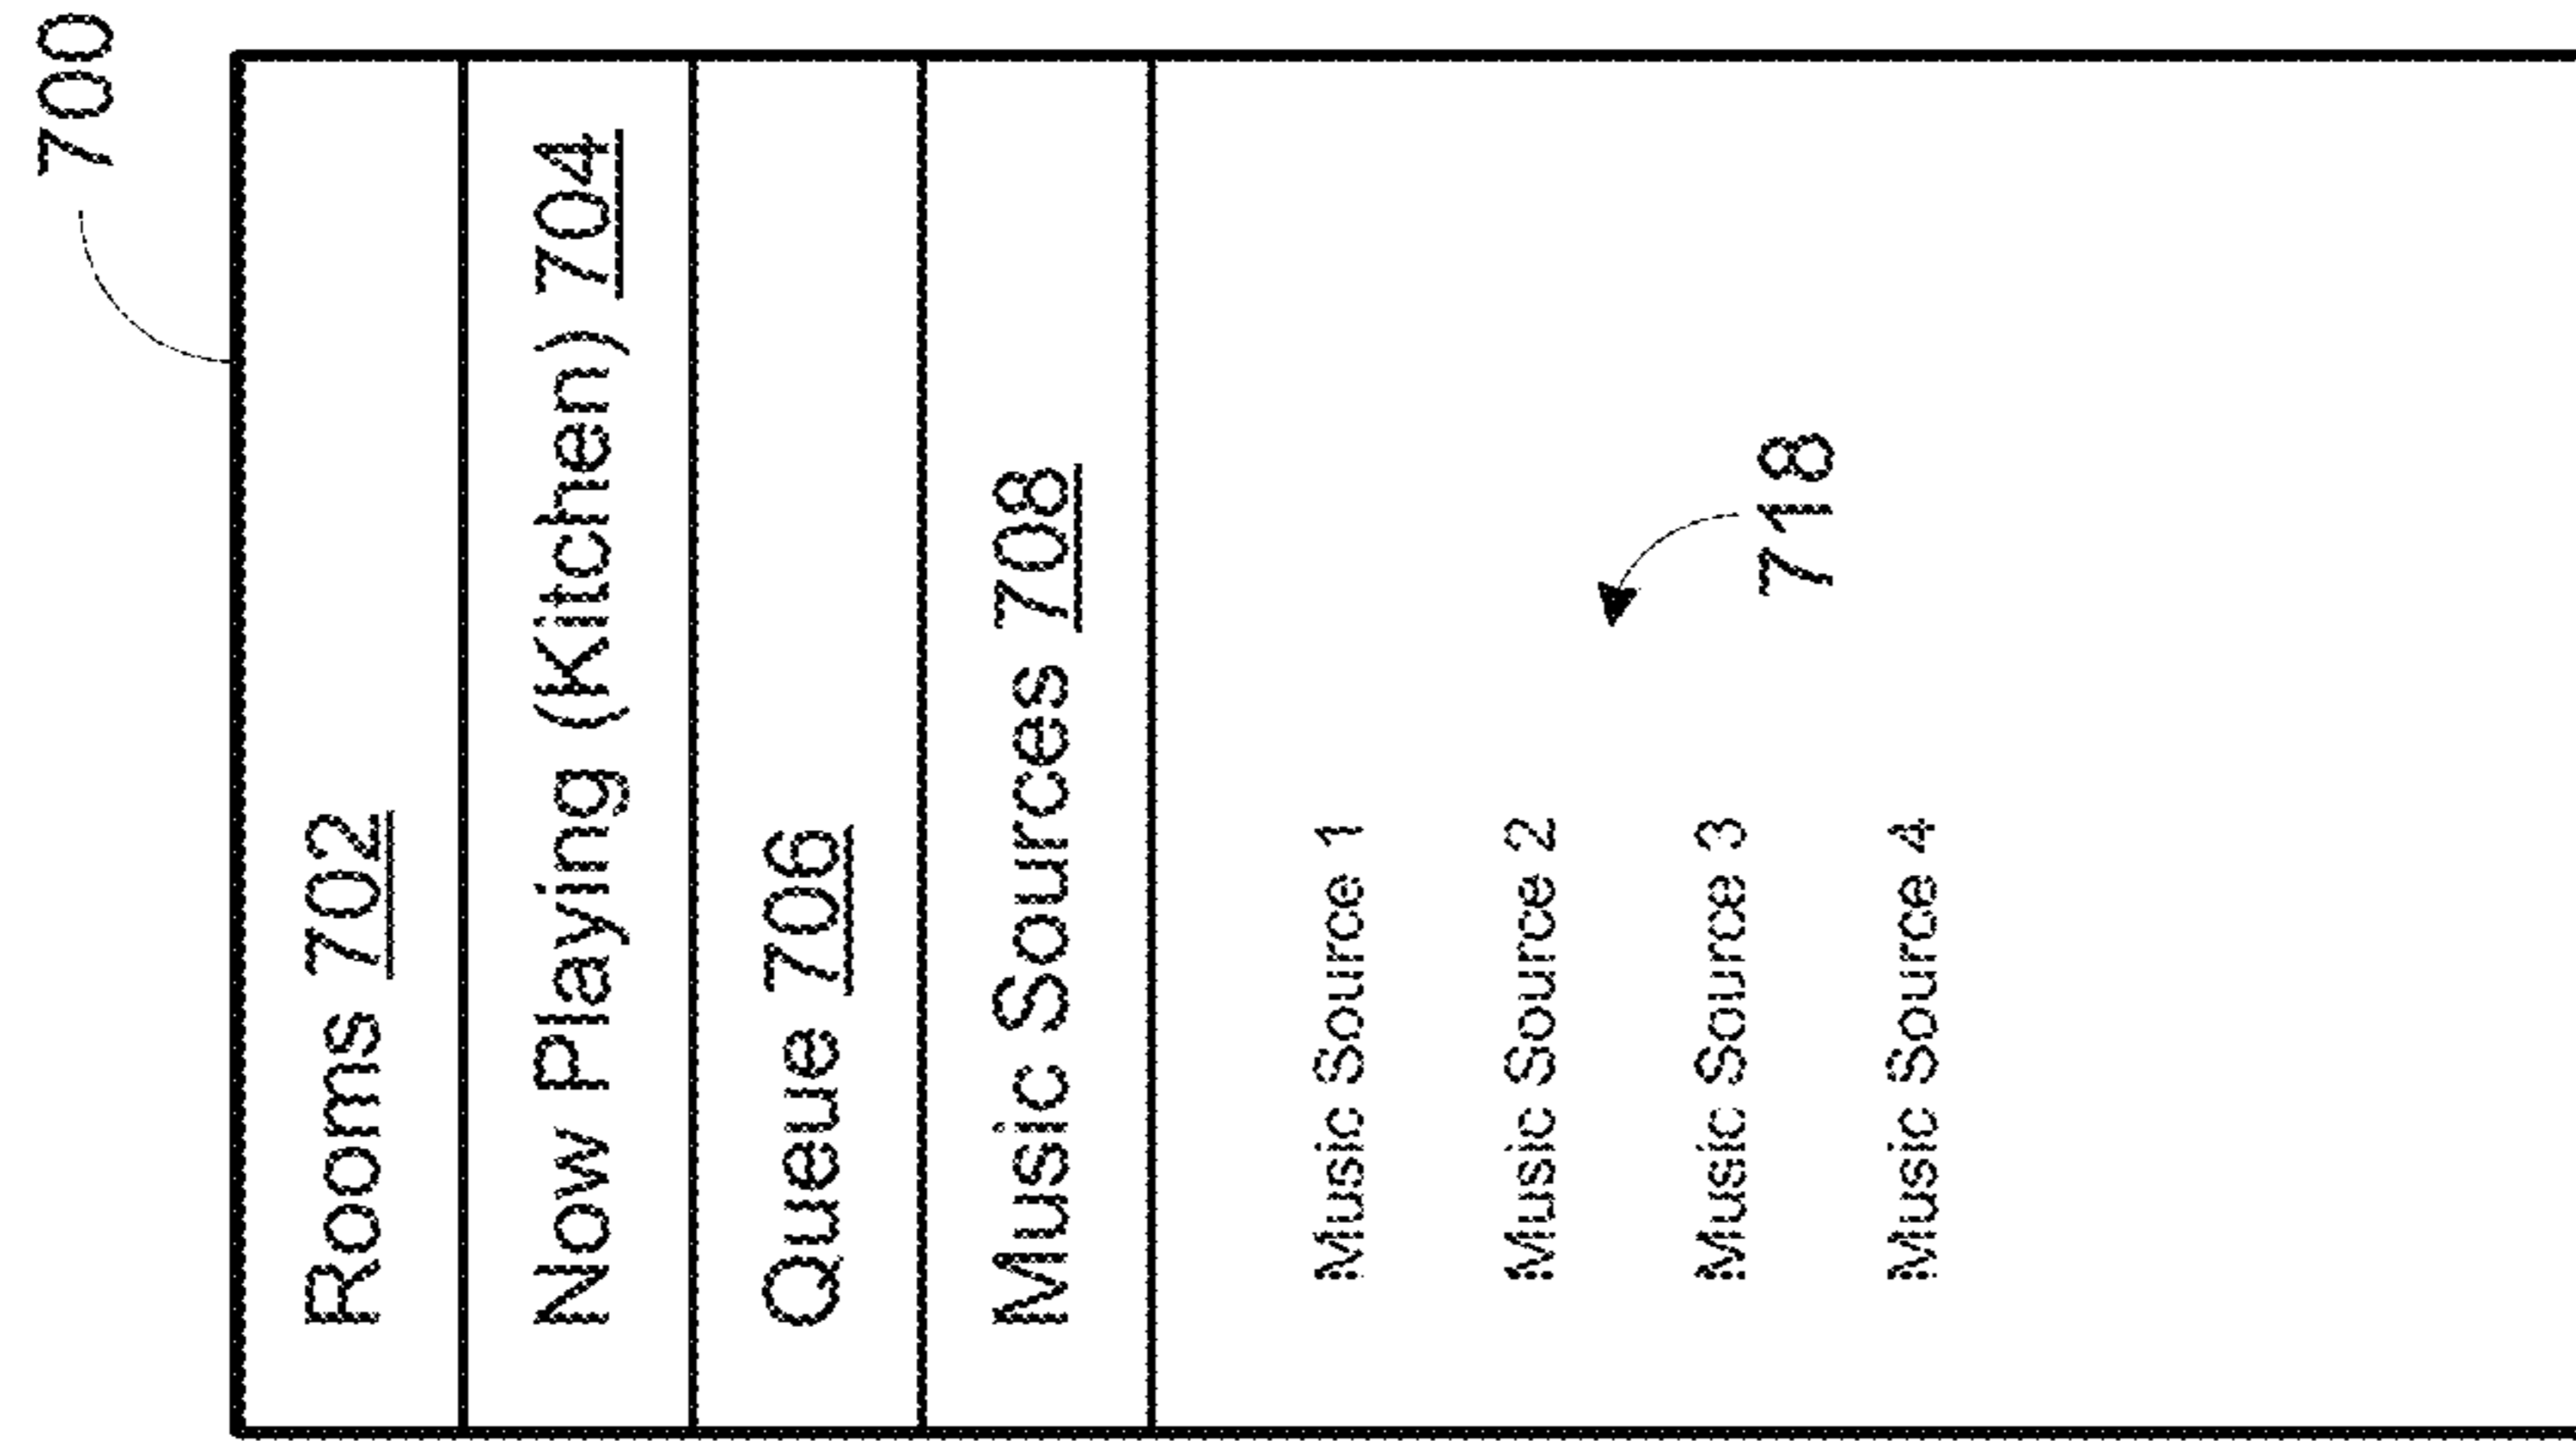 700
Rooms 702
Now Playing (Kitchen) 704
Queue 706
Music Sources 708
Music Source 1
Music Source 2
718
Music Source 3
Music Source 4